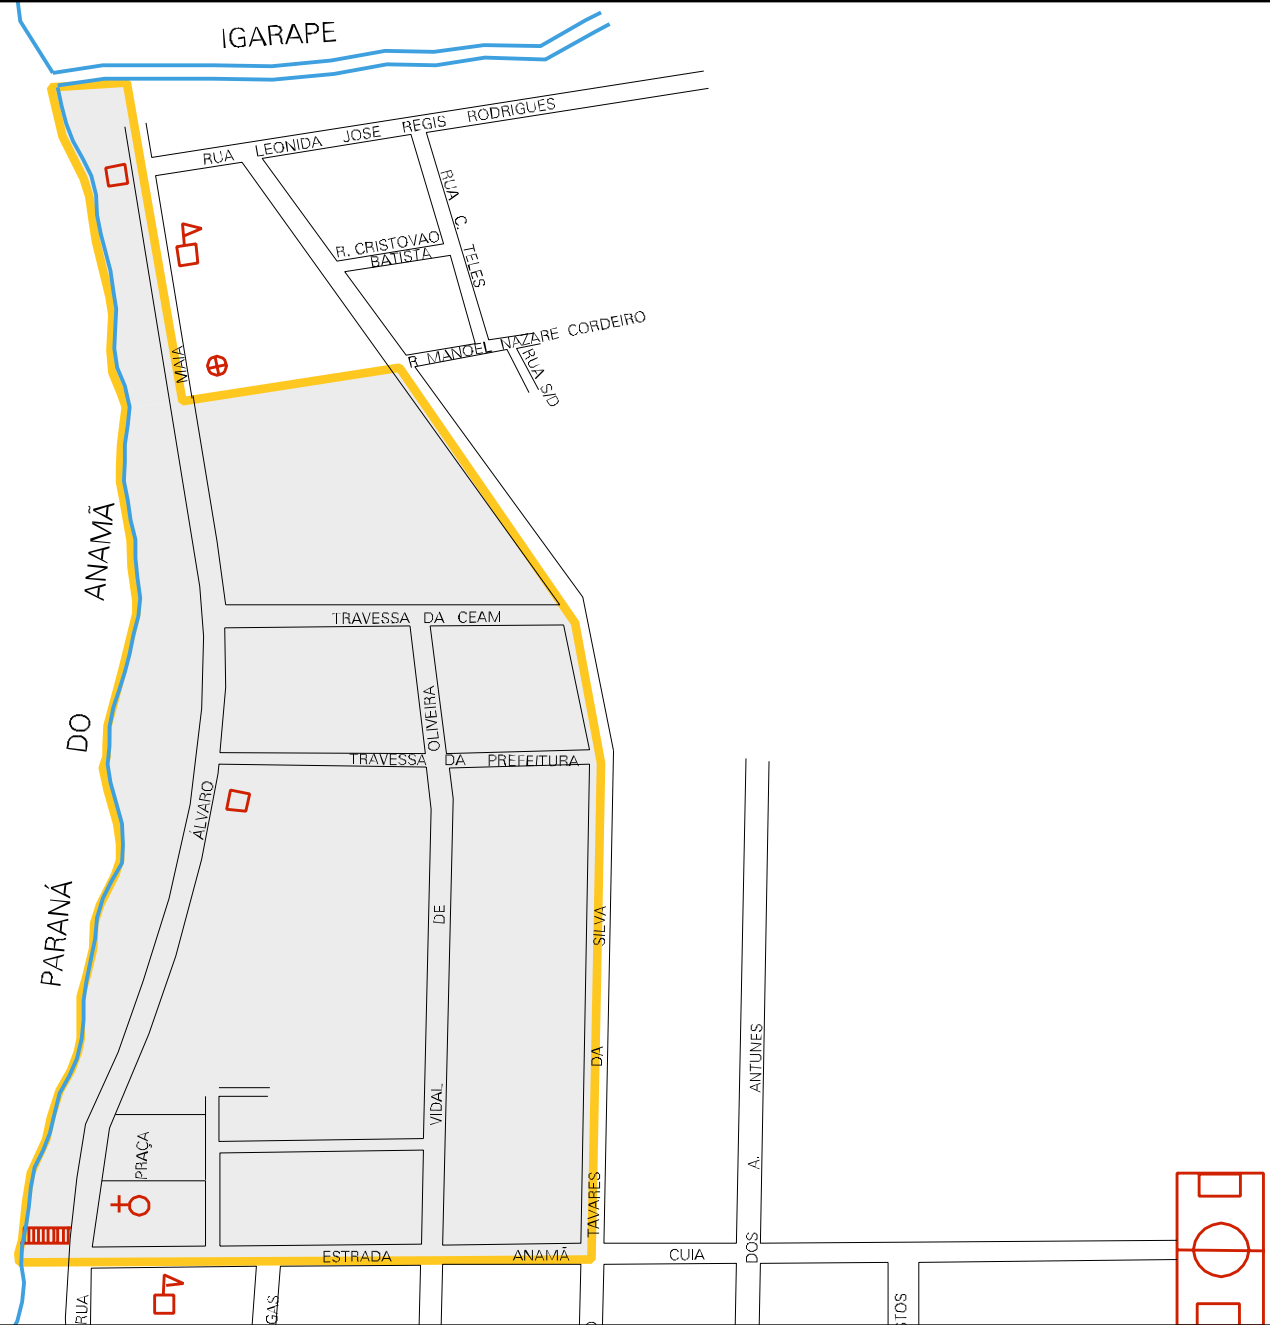 IGARAPE
RUA LEONIDA JOSE REGIS RODRIGUES
RUA C. TELES
R. CRISTOVAO
BATISTA
R MANOEL NAZARE CORDEIRO
RUA S/D
MAIA
ANAMÃ
TRAVESSA DA CEAM
OLIVEIRA
DO
TRAVESSA DA PREFEITURA
ÁLVARO
PARANÁ
DE
SILVA
DA
ANTUNES
VIDAL
PRAÇA
A.
TAVARES
DOS
ESTRADA ANAMÃ CUIA
RUA
GAS
STOS